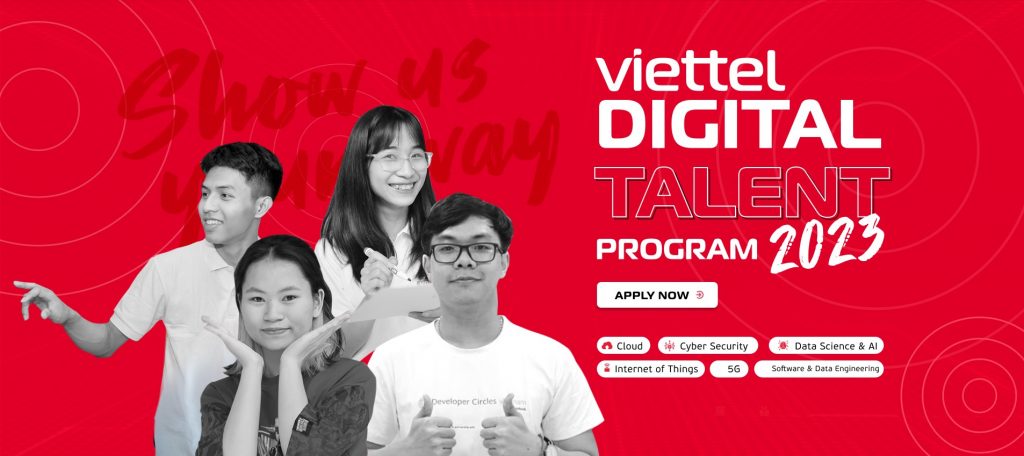 Show us
your way
viettel
DIGITAL
TALENT
PROGRAM 2023
APPLY NOW
Cloud
Cyber Security
Data Science & AI
Internet of Things
5G
Software & Data Engineering
Developer Circles